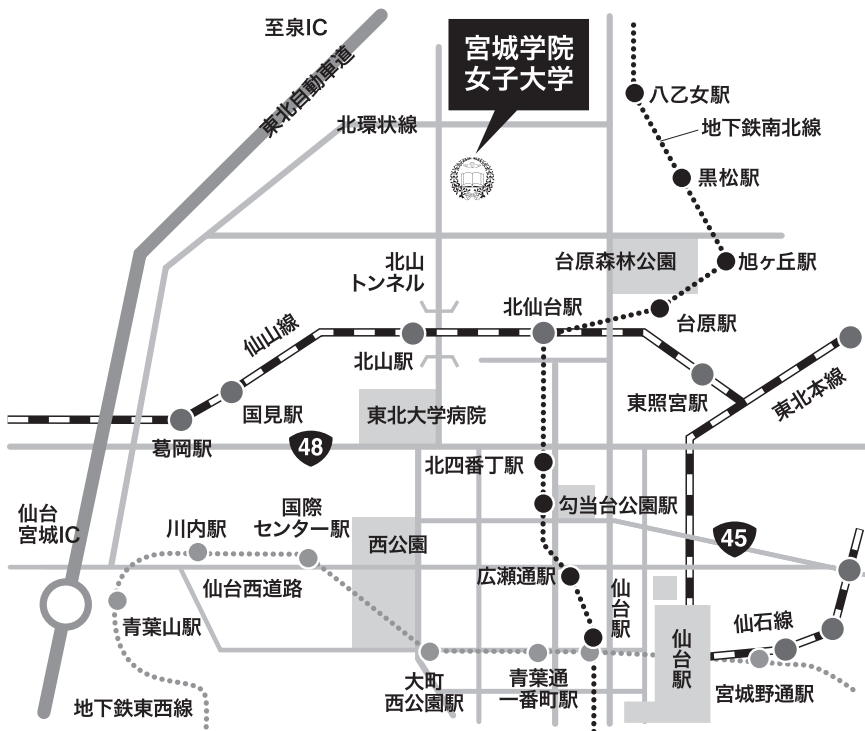 至泉IC
東北自動車道
宮城学院
女子大学
八乙女駅
地下鉄南北線
北環状線
黒松駅
台原森林公園
旭ヶ丘駅
北山
トンネル
北仙台駅
台原駅
仙山線
北山駅
東北本線
国見駅
東北大学病院
東照宮駅
葛岡駅
48
北四番丁駅
仙台
宮城IC
国際
センター駅
川内駅
西公園
勾当台公園駅
45
仙台西道路
広瀬通駅
仙台駅
青葉山駅
仙台駅
仙石線
地下鉄東西線
大町
西公園駅
青葉通
一番町駅
宮城野通駅